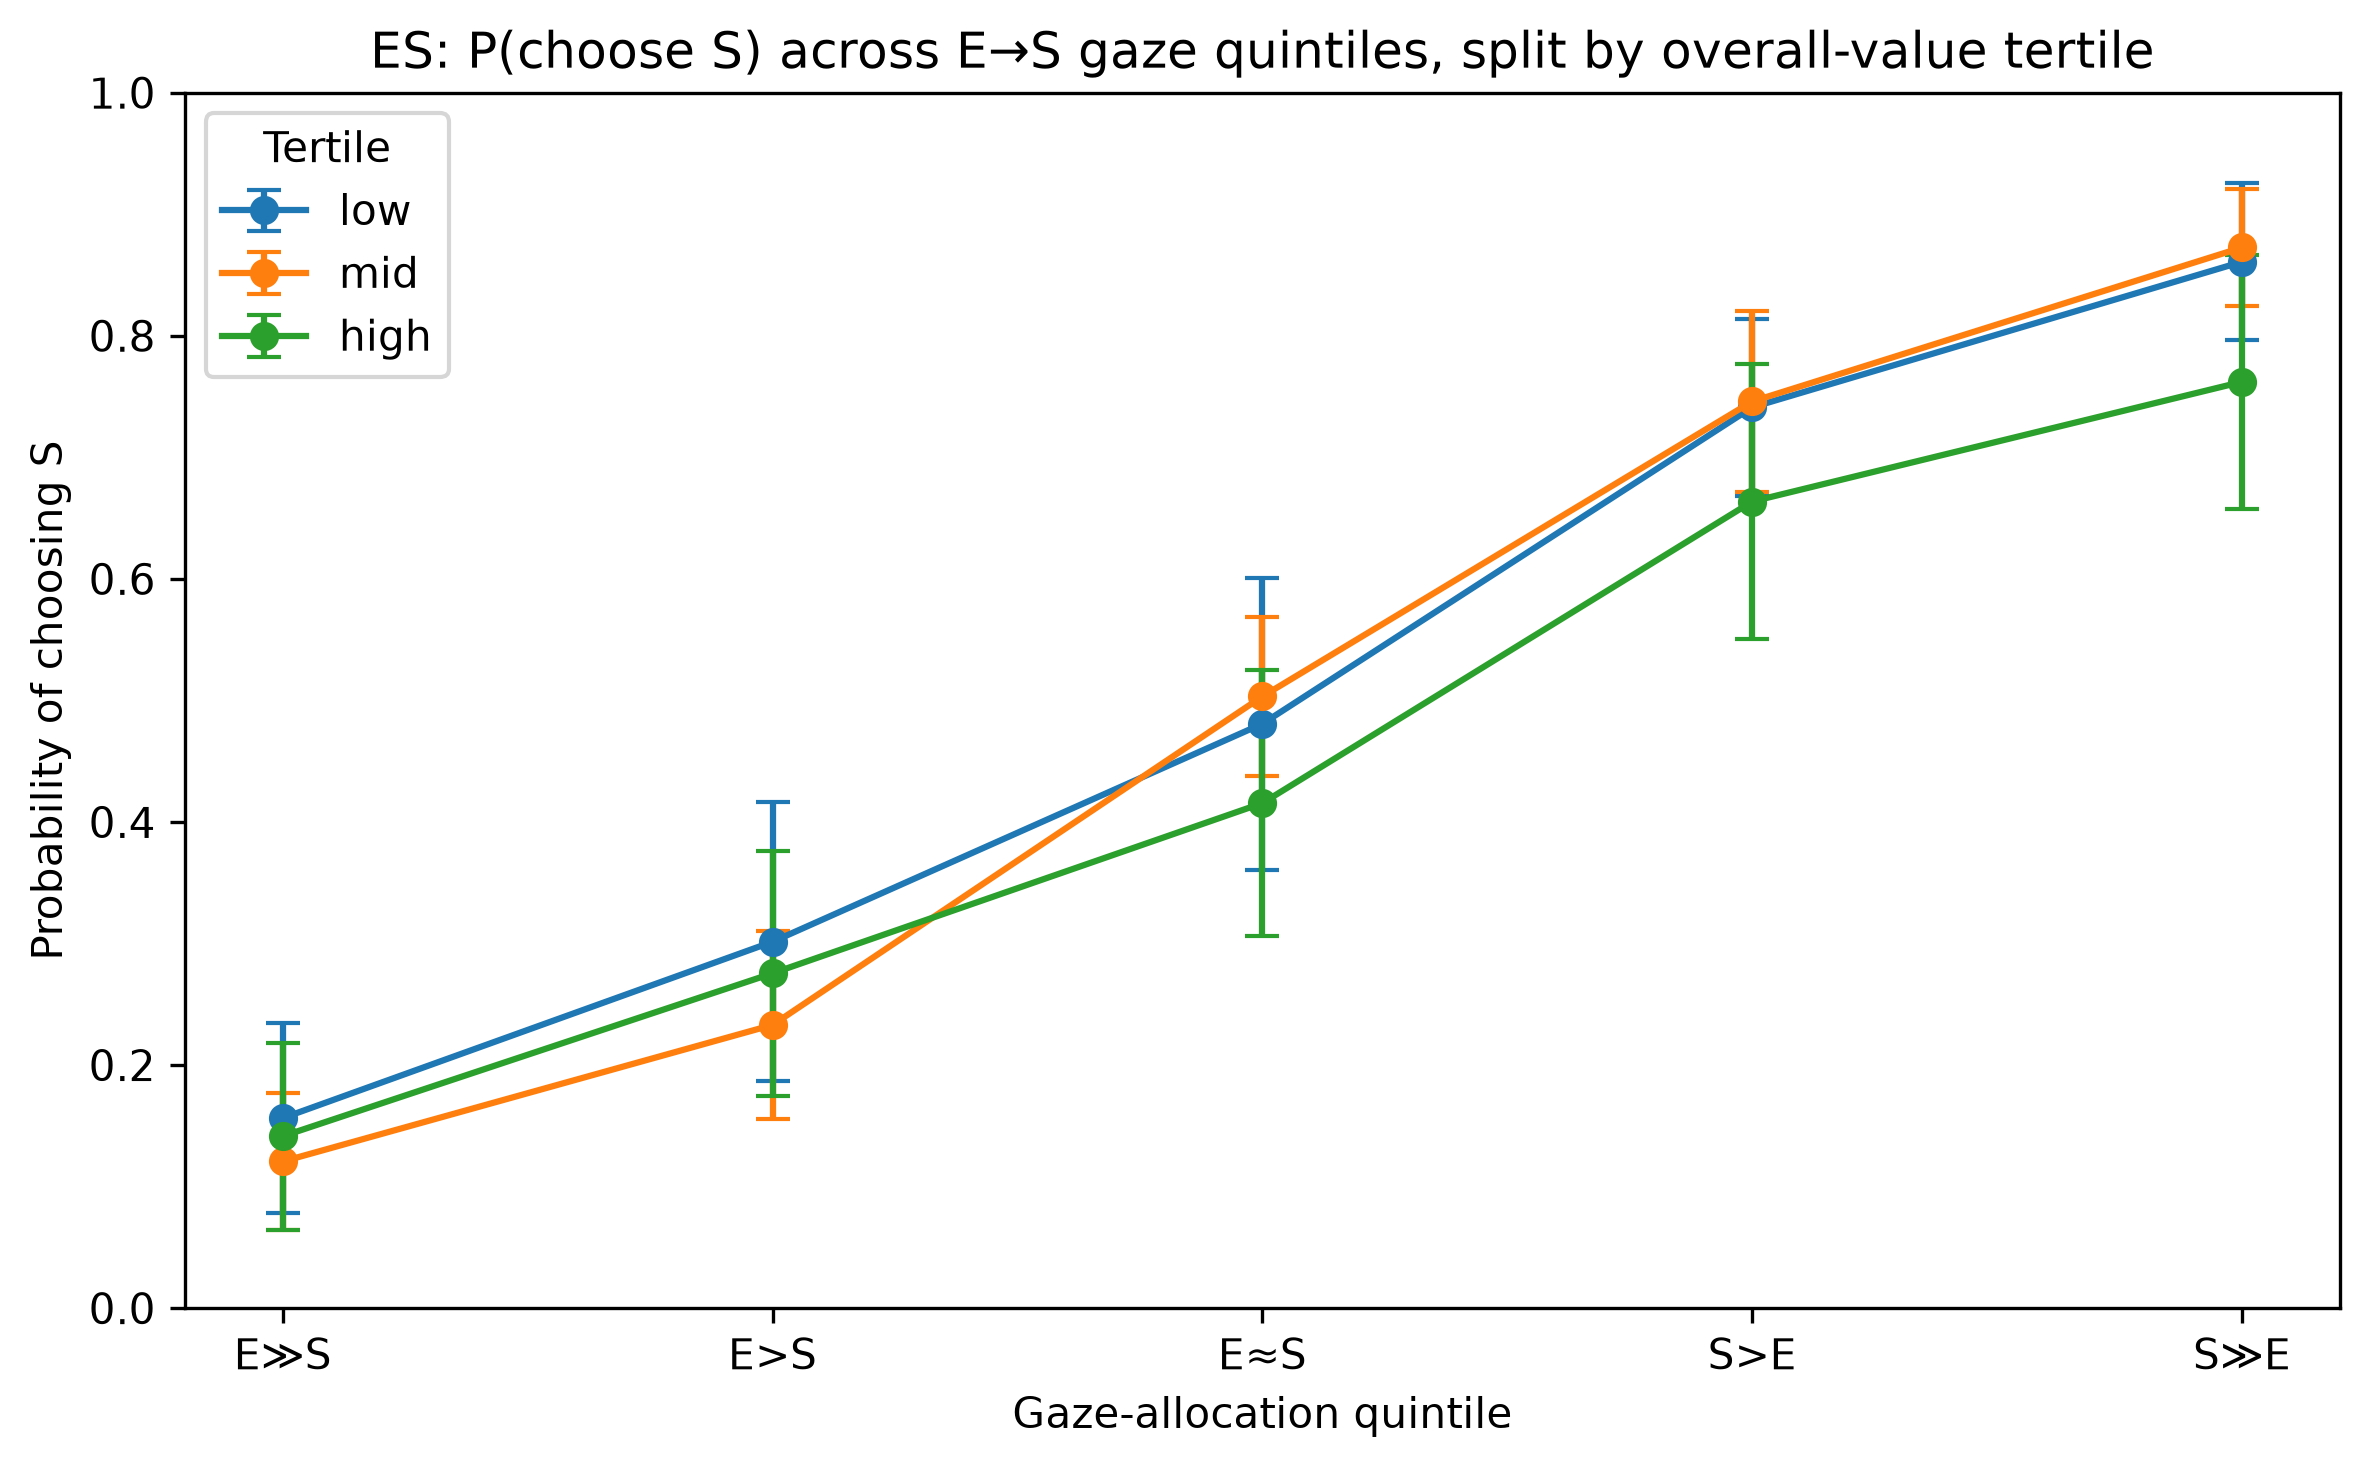 ES: P(choose S) across E→S gaze quintiles, split by overall-value tertile
Tertile
low
mid
high
Probability of choosing S
1.0
0.8
0.6
0.4
0.2
0.0
E≫S E>S E≈S S>E S≫E
Gaze-allocation quintile